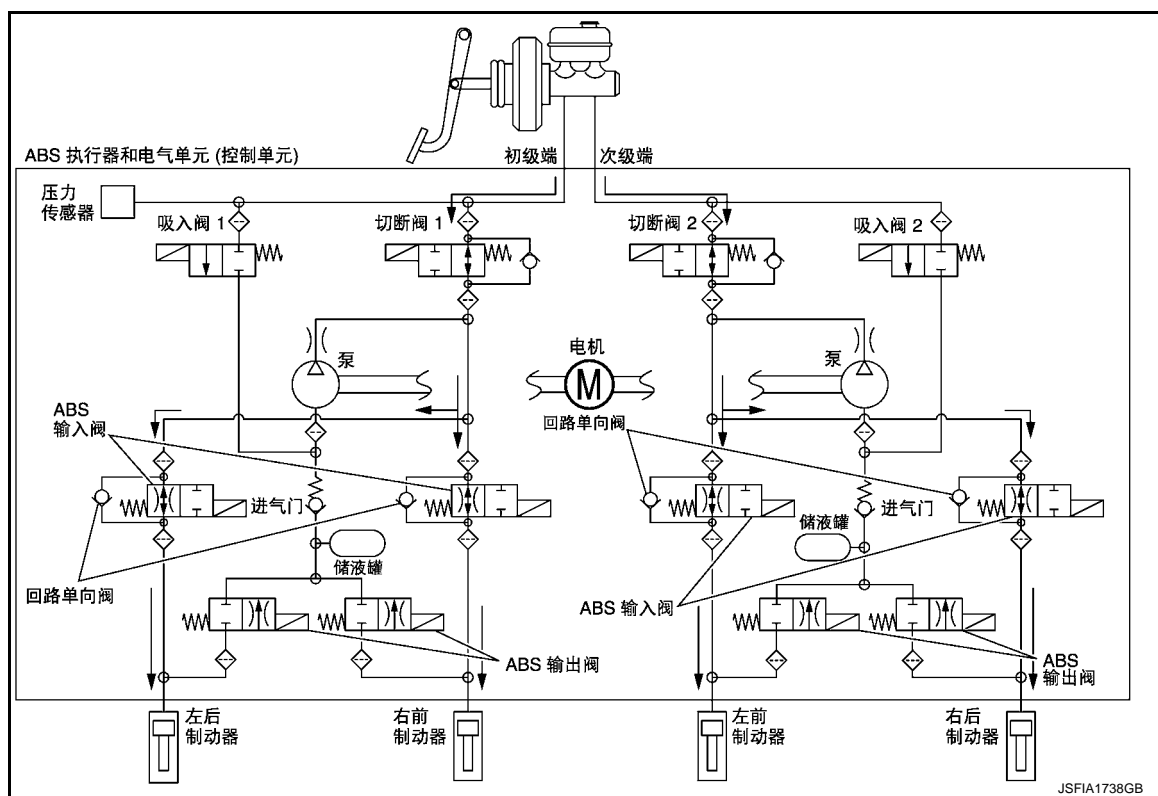 ABS 执行器和电气单元 (控制单元)
初级端
次级端
压力
传感器
吸入阀 1
切断阀 1
切断阀 2
吸入阀 2
泵
电机
M
泵
ABS
输入阀
回路单向阀
进气门
进气门
储液罐
储液罐
回路单向阀
ABS 输入阀
ABS 输出阀
ABS
输出阀
左后
制动器
右前
制动器
左前
制动器
右后
制动器
JSFIA1738GB